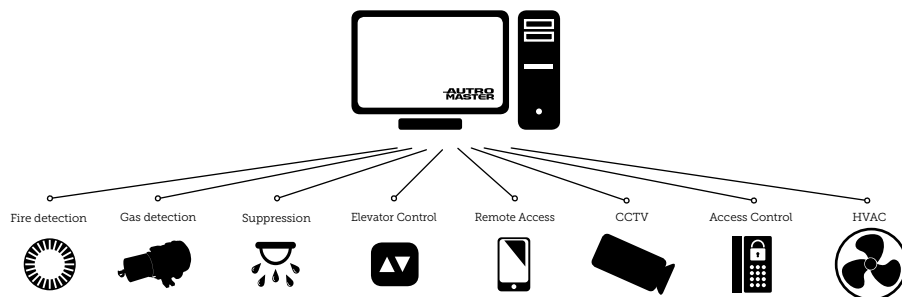 AUTRO
MASTER
Fire detection
Gas detection
Suppression
Elevator Control
Remote Access
CCTV
Access Control
HVAC